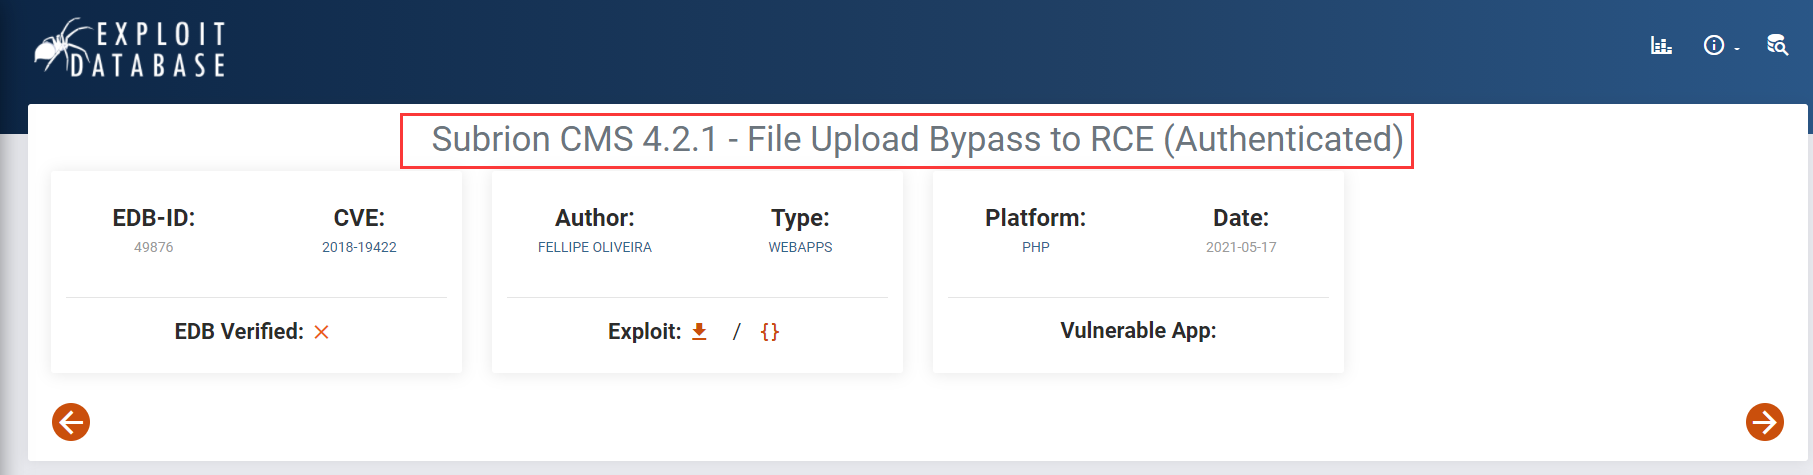 EXPLOIT
DATABASE
Subrion CMS 4.2.1 - File Upload Bypass to RCE (Authenticated)
EDB-ID:
49876
CVE:
2018-19422
Author:
FELLIPE OLIVEIRA
Type:
WEBAPPS
Platform:
PHP
Date:
2021-05-17
EDB Verified:
Exploit: / {}
Vulnerable App: